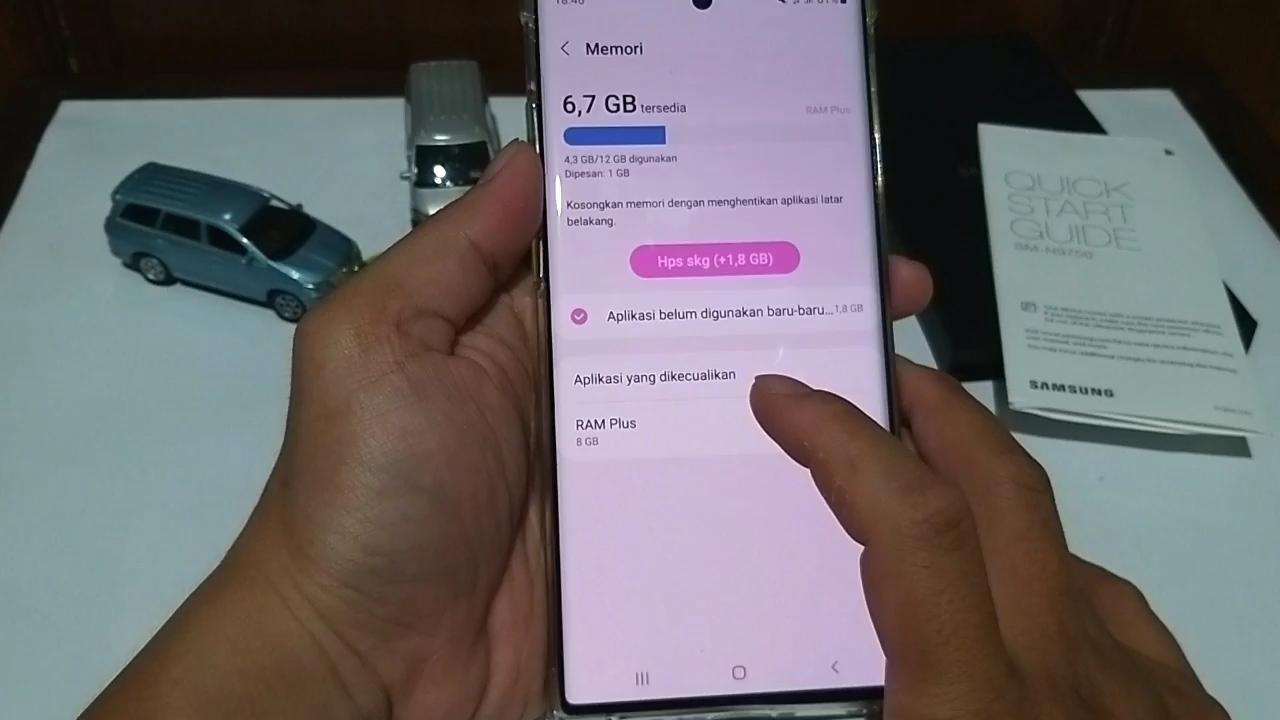 18:46
Memori
6,7 GB tersedia
RAM Plus
4,3 GB/12 GB digunakan
Dipesan: 1 GB
Kosongkan memori dengan menghentikan aplikasi latar
belakang.
Hps skg (+1,8 GB)
Aplikasi belum digunakan baru-baru...1,8 GB
Aplikasi yang dikecualikan
RAM Plus
8 GB
QUICK
START
GUIDE
SAMSUNG